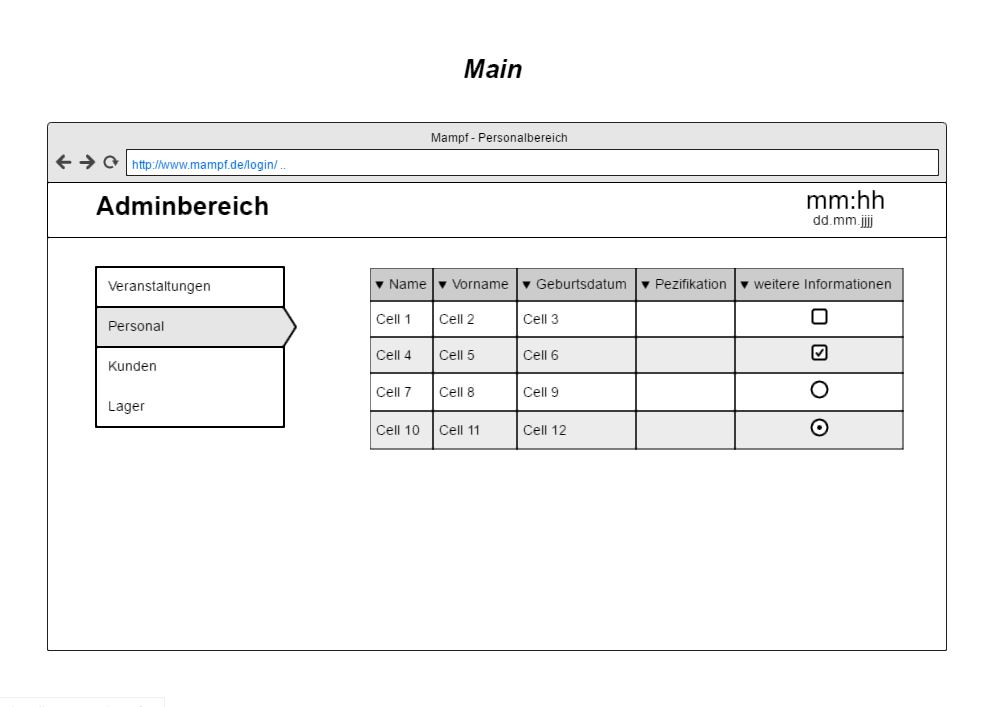 Main
Mampf - Personalbereich
http://www.mampf.de/login/ ..
Adminbereich
mm:hh
dd.mm.jjjj
Veranstaltungen
Personal
Kunden
Lager
▼ Name ▼ Vorname ▼ Geburtsdatum ▼ Pezifikation ▼ weitere Informationen
Cell 1 Cell 2 Cell 3
Cell 4 Cell 5 Cell 6
Cell 7 Cell 8 Cell 9
Cell 10 Cell 11 Cell 12